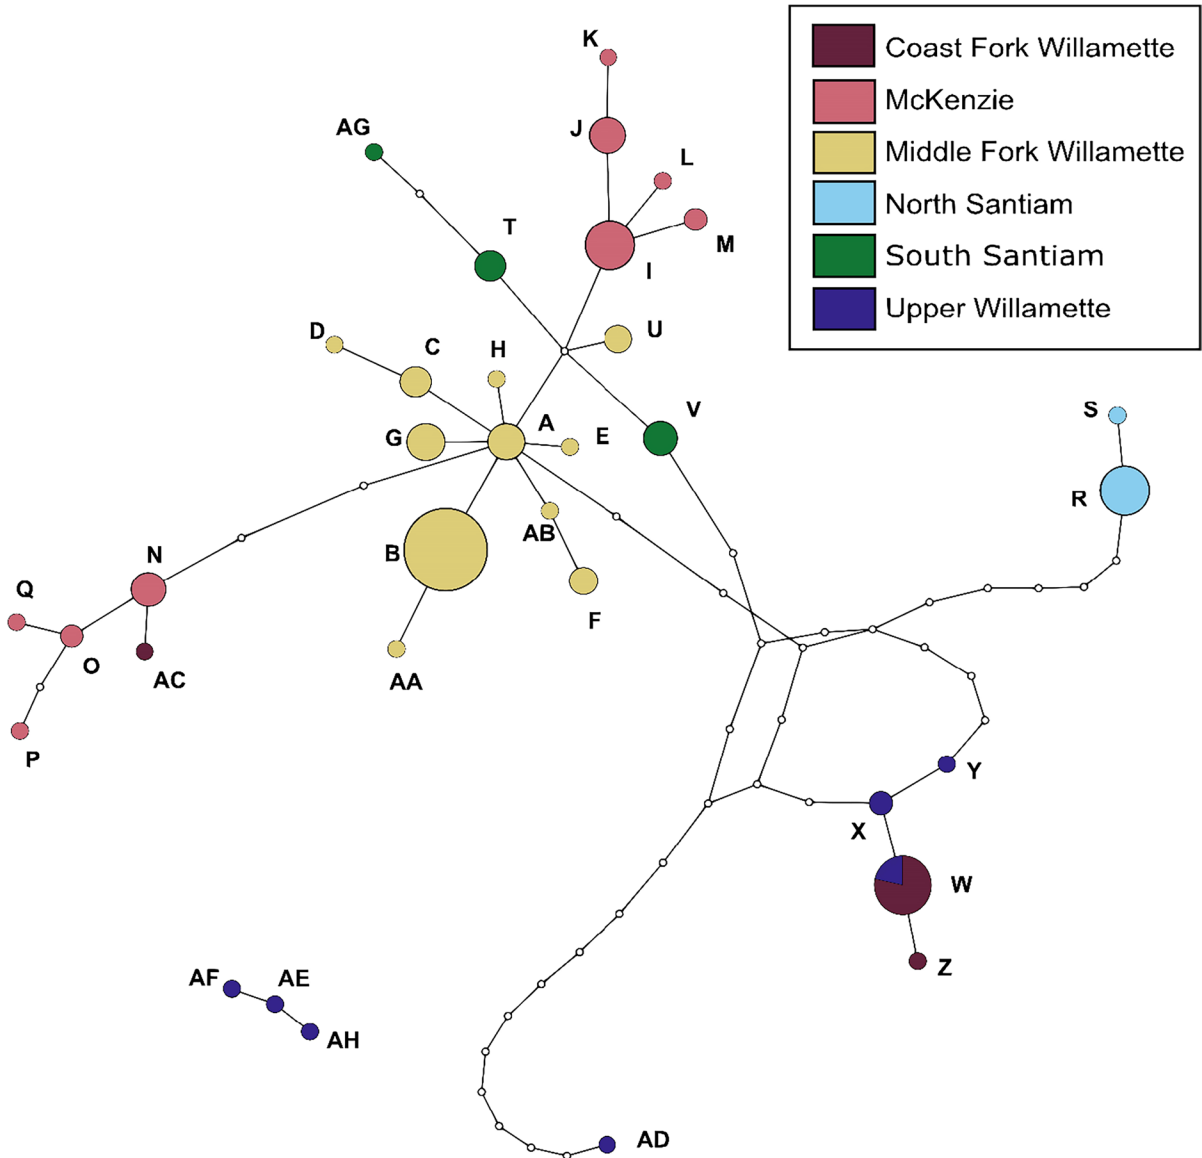 Coast Fork Willamette
McKenzie
Middle Fork Willamette
North Santiam
South Santiam
Upper Willamette
K
J
AG
L
T
M
I
D
C
H
U
S
V
A
G
E
R
AB
B
N
Q
F
O
AC
AA
P
Y
X
W
Z
AF
AE
AH
AD